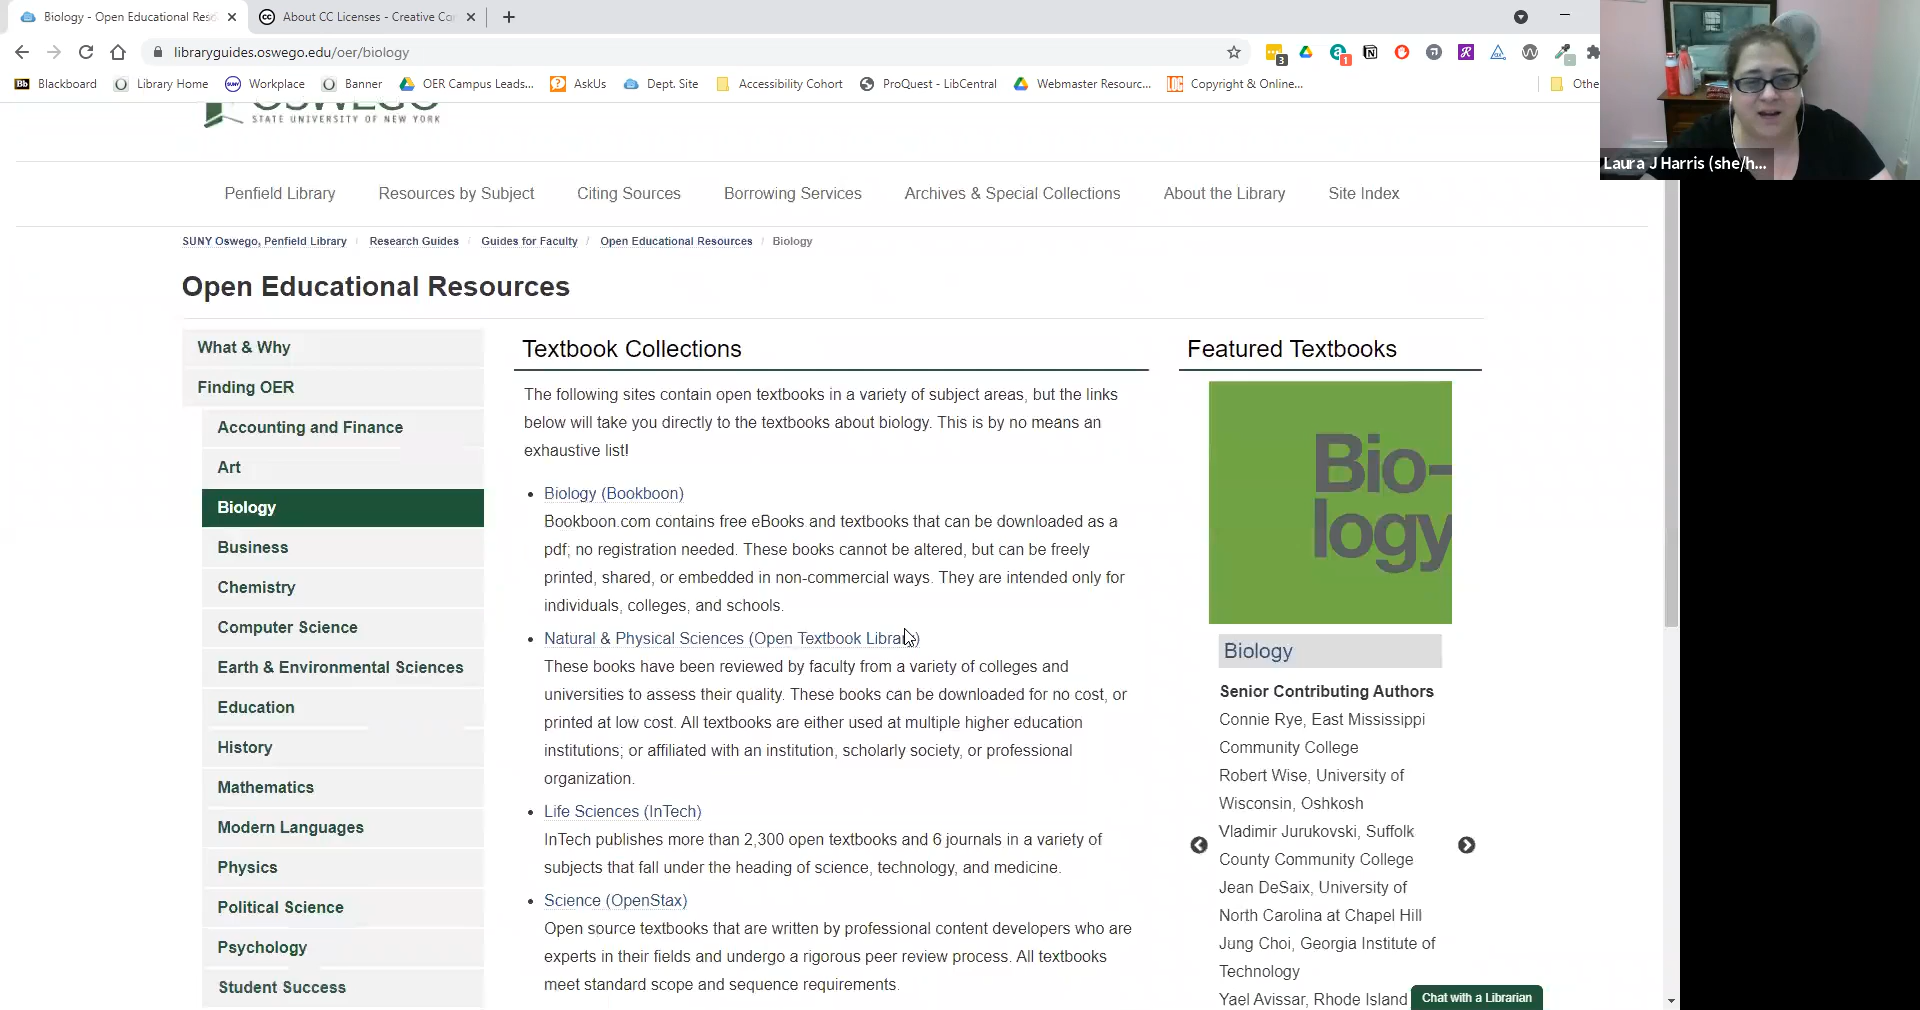 Biology - Open Educational Reso
About CC Licenses - Creative Co
libraryguides.oswego.edu/oer/biology
3
1
Bb Blackboard
Library Home
SUNY Workplace
Banner
OER Campus Leads...
AskUs
Dept. Site
Accessibility Cohort
ProQuest - LibCentral
Webmaster Resourc...
Copyright & Online...
Othe
Laura J Harris (she/h...
OSWEGO
STATE UNIVERSITY OF NEW YORK
Penfield Library
Resources by Subject
Citing Sources
Borrowing Services
Archives & Special Collections
About the Library
Site Index
SUNY Oswego, Penfield Library / Research Guides / Guides for Faculty / Open Educational Resources / Biology
Open Educational Resources
What & Why
Finding OER
Accounting and Finance
Art
Biology
Business
Chemistry
Computer Science
Earth & Environmental Sciences
Education
History
Mathematics
Modern Languages
Physics
Political Science
Psychology
Student Success
Textbook Collections
The following sites contain open textbooks in a variety of subject areas, but the links
below will take you directly to the textbooks about biology. This is by no means an
exhaustive list!
• Biology (Bookboon)
Bookboon.com contains free eBooks and textbooks that can be downloaded as a
pdf; no registration needed. These books cannot be altered, but can be freely
printed, shared, or embedded in non-commercial ways. They are intended only for
individuals, colleges, and schools.
• Natural & Physical Sciences (Open Textbook Library)
These books have been reviewed by faculty from a variety of colleges and
universities to assess their quality. These books can be downloaded for no cost, or
printed at low cost. All textbooks are either used at multiple higher education
institutions; or affiliated with an institution, scholarly society, or professional
organization.
• Life Sciences (InTech)
InTech publishes more than 2,300 open textbooks and 6 journals in a variety of
subjects that fall under the heading of science, technology, and medicine.
• Science (OpenStax)
Open source textbooks that are written by professional content developers who are
experts in their fields and undergo a rigorous peer review process. All textbooks
meet standard scope and sequence requirements.
Featured Textbooks
Bio-
logy
Biology
Senior Contributing Authors
Connie Rye, East Mississippi
Community College
Robert Wise, University of
Wisconsin, Oshkosh
Vladimir Jurukovski, Suffolk
County Community College
Jean DeSaix, University of
North Carolina at Chapel Hill
Jung Choi, Georgia Institute of
Technology
Yael Avissar, Rhode Island
Chat with a Librarian